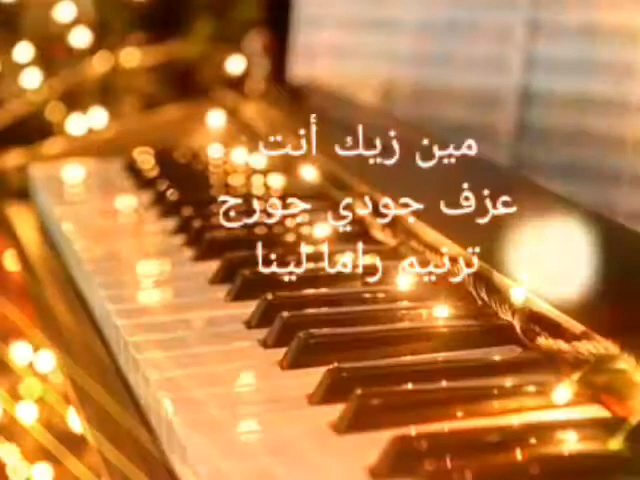 مين زيك أنت
عزف جودي جورج
ترنيم راما لينا